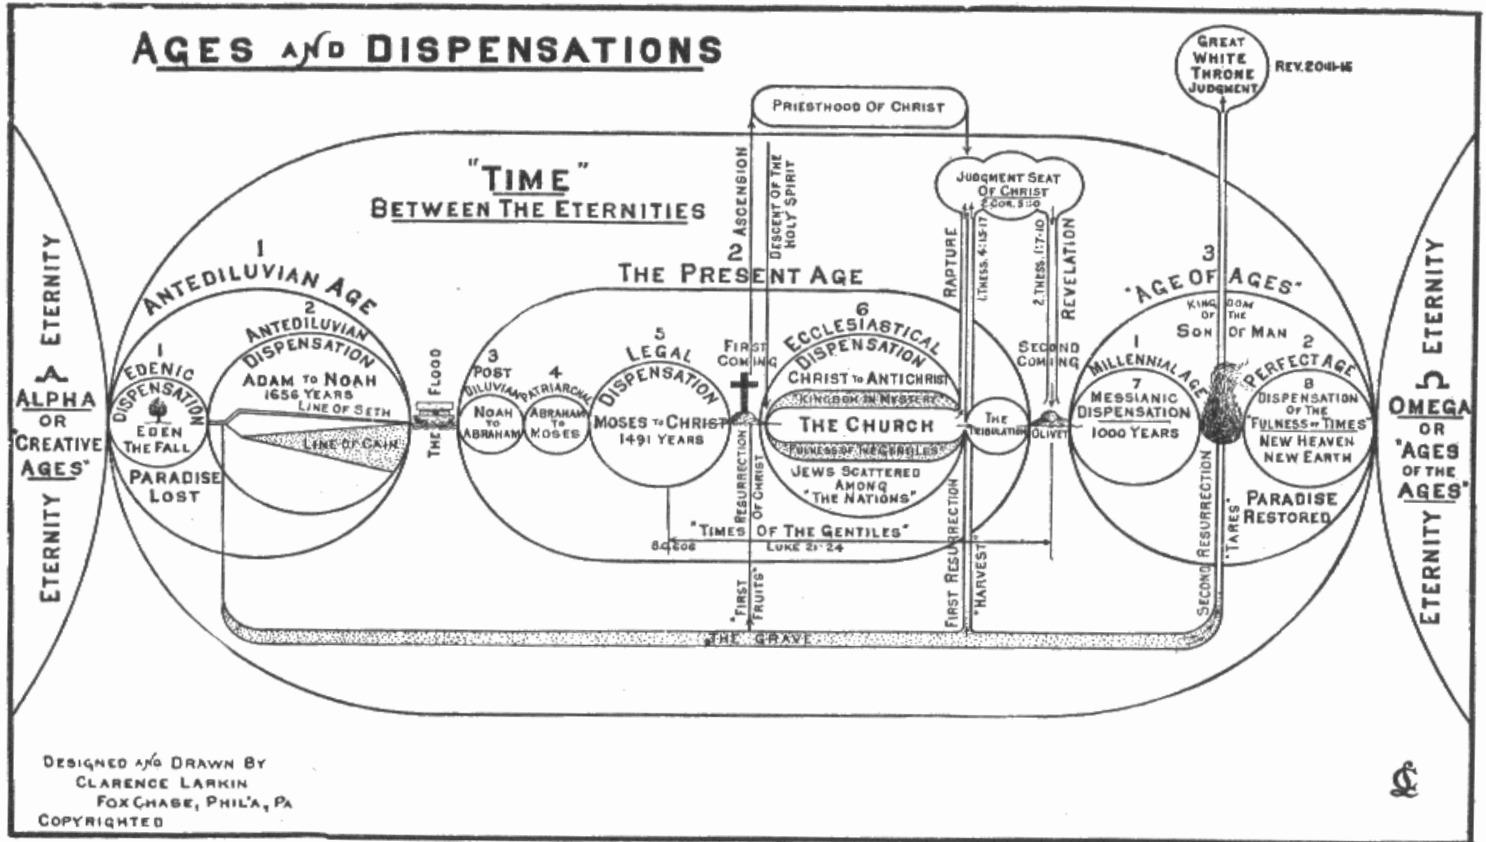 AGES AND DISPENSATIONS
GREAT
WHITE
THRONE
JUDGMENT
REV. 20:11-15
PRIESTHOOD OF CHRIST
"TIME"
BETWEEN THE ETERNITIES
ASCENSION
DESCENT OF THE
HOLY SPIRIT
JUDGMENT SEAT
OF CHRIST
2 COR. 5:10
RAPTURE
1. THESS. 4:15-17
2. THESS. 1:7-10
REVELATION
ETERNITY
ALPHA
OR
"CREATIVE
AGES"
ETERNITY
1
ANTEDILUVIAN AGE
1
EDENIC
DISPENSATION
EDEN
THE FALL
PARADISE
LOST
2
ANTEDILUVIAN
DISPENSATION
ADAM TO NOAH
1656 YEARS
LINE OF SETH
LINE OF CAIN
THE FLOOD
2
THE PRESENT AGE
3
POST
DILUVIAN
NOAH
TO
ABRAHAM
4
PATRIARCHAL
ABRAHAM
TO
MOSES
5
LEGAL
DISPENSATION
MOSES TO CHRIST
1491 YEARS
FIRST
COMING
RESURRECTION
OF CHRIST
6
ECCLESIASTICAL
DISPENSATION
CHRIST TO ANTICHRIST
"KINGDOM IN MYSTERY"
THE CHURCH
"FULNESS OF THE GENTILES"
JEWS SCATTERED
AMONG
"THE NATIONS"
THE
TRIBULATION
SECOND
COMING
OLIVET
"TIMES OF THE GENTILES"
B.C. 606
LUKE 21:24
"FIRST
FRUITS"
FIRST RESURRECTION
"HARVEST"
THE GRAVE
3
"AGE OF AGES"
KINGDOM
OF THE
SON OF MAN
1
MILLENNIAL AGE
7
MESSIANIC
DISPENSATION
1000 YEARS
2
PERFECT AGE
8
DISPENSATION
OF THE
"FULNESS OF TIMES"
NEW HEAVEN
NEW EARTH
PARADISE
RESTORED
SECOND RESURRECTION
"TARES"
ETERNITY
OMEGA
OR
"AGES
OF THE
AGES"
ETERNITY
DESIGNED AND DRAWN BY
CLARENCE LARKIN
FOX CHASE, PHIL'A, PA
COPYRIGHTED